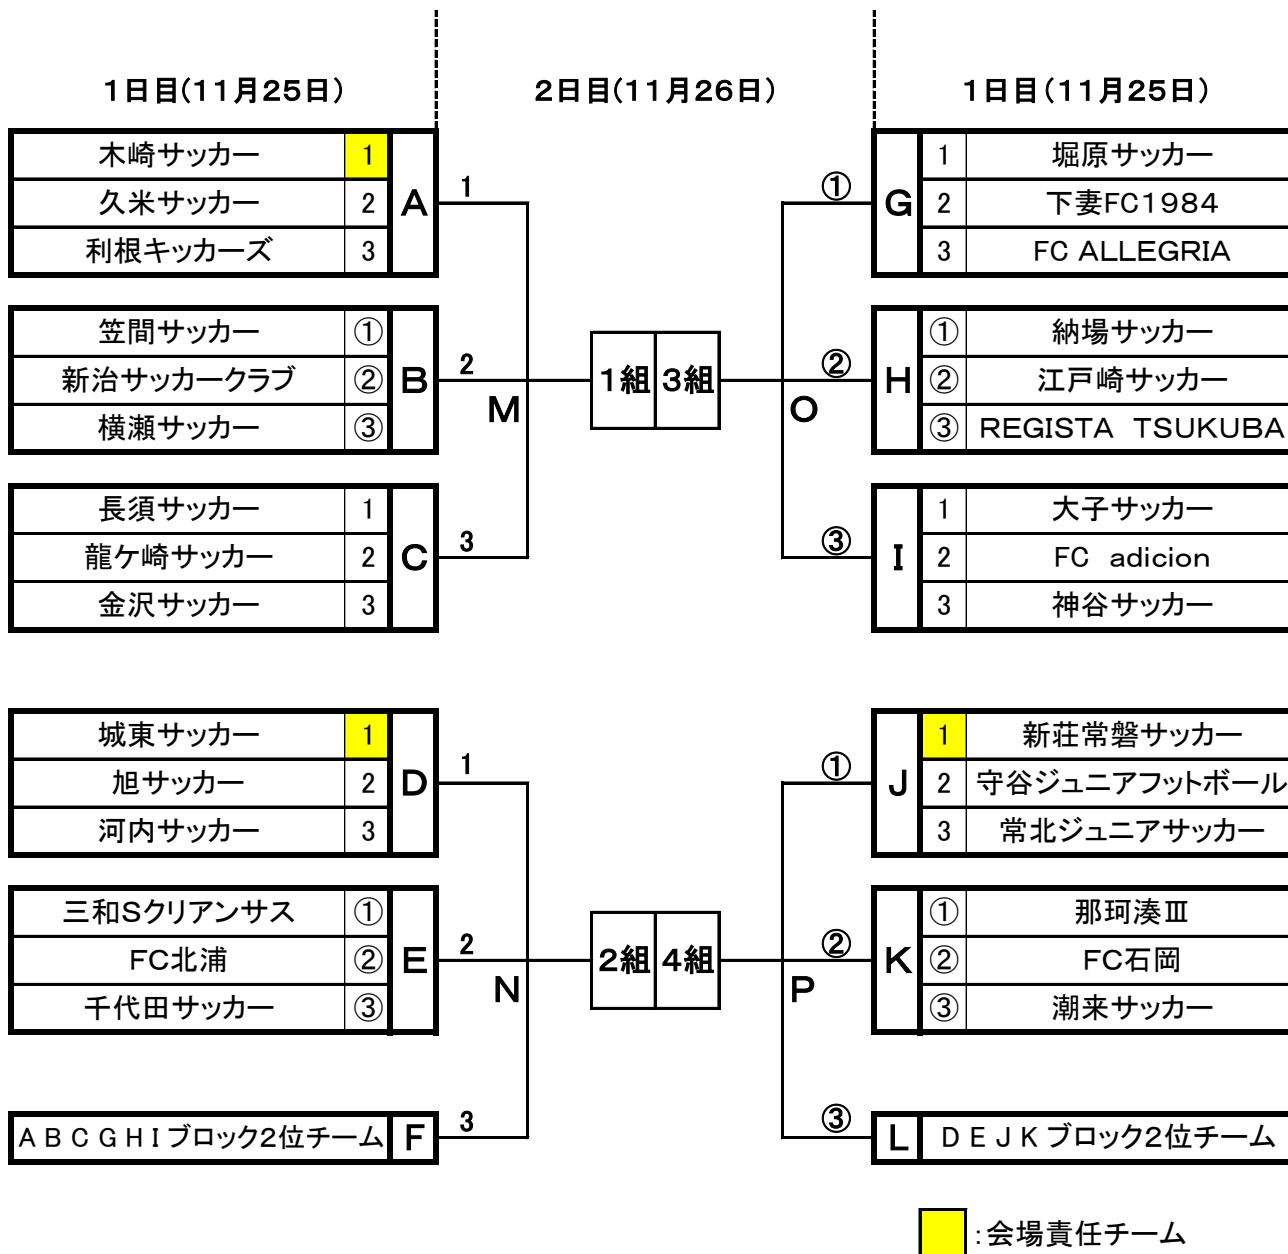 1日目(11月25日)
2日目(11月26日)
1日目(11月25日)
木崎サッカー 1
久米サッカー 2
利根キッカーズ 3
A
1
笠間サッカー ①
新治サッカークラブ ②
横瀬サッカー ③
B
2
M
長須サッカー 1
龍ケ崎サッカー 2
金沢サッカー 3
C
3
1組 3組
①
G
1 堀原サッカー
2 下妻FC1984
3 FC ALLEGRIA
②
O
H
① 納場サッカー
② 江戸崎サッカー
③ REGISTA TSUKUBA
③
I
1 大子サッカー
2 FC adicion
3 神谷サッカー
城東サッカー 1
旭サッカー 2
河内サッカー 3
D
1
三和Sクリアンサス ①
FC北浦 ②
千代田サッカー ③
E
2
N
ABCGHIブロック2位チーム F
3
2組 4組
①
J
1 新荘常磐サッカー
2 守谷ジュニアフットボール
3 常北ジュニアサッカー
②
P
K
① 那珂湊Ⅲ
② FC石岡
③ 潮来サッカー
③
L DEJKブロック2位チーム
:会場責任チーム